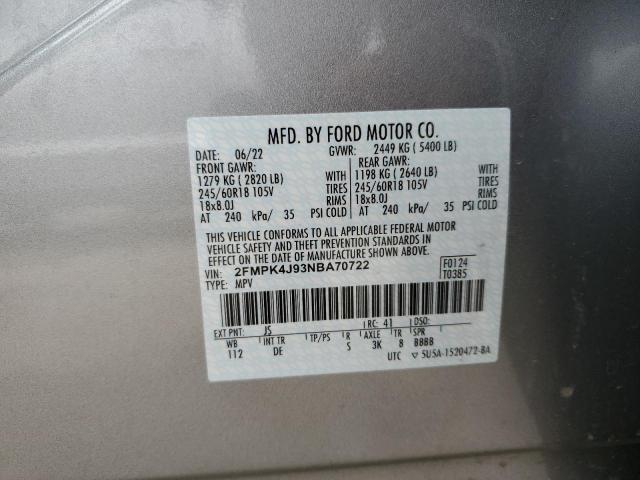 MFD. BY FORD MOTOR CO.
DATE: 06/22 GVWR: 2449 KG ( 5400 LB)
FRONT GAWR: REAR GAWR:
1279 KG ( 2820 LB) WITH 1198 KG ( 2640 LB) WITH
245/60R18 105V TIRES 245/60R18 105V TIRES
18x8.0J RIMS 18x8.0J RIMS
AT 240 kPa/ 35 PSI COLD AT 240 kPa/ 35 PSI COLD
THIS VEHICLE CONFORMS TO ALL APPLICABLE FEDERAL MOTOR
VEHICLE SAFETY AND THEFT PREVENTION STANDARDS IN
EFFECT ON THE DATE OF MANUFACTURE SHOWN ABOVE.
VIN: 2FMPK4J93NBA70722 F0124
TYPE: MPV T0385
EXT PNT: JS RC: 41 DSO:
WB INT TR TP/PS R AXLE TR SPR
112 DE S 3K 8 BBBB
UTC ▽ 5U5A-1520472-BA